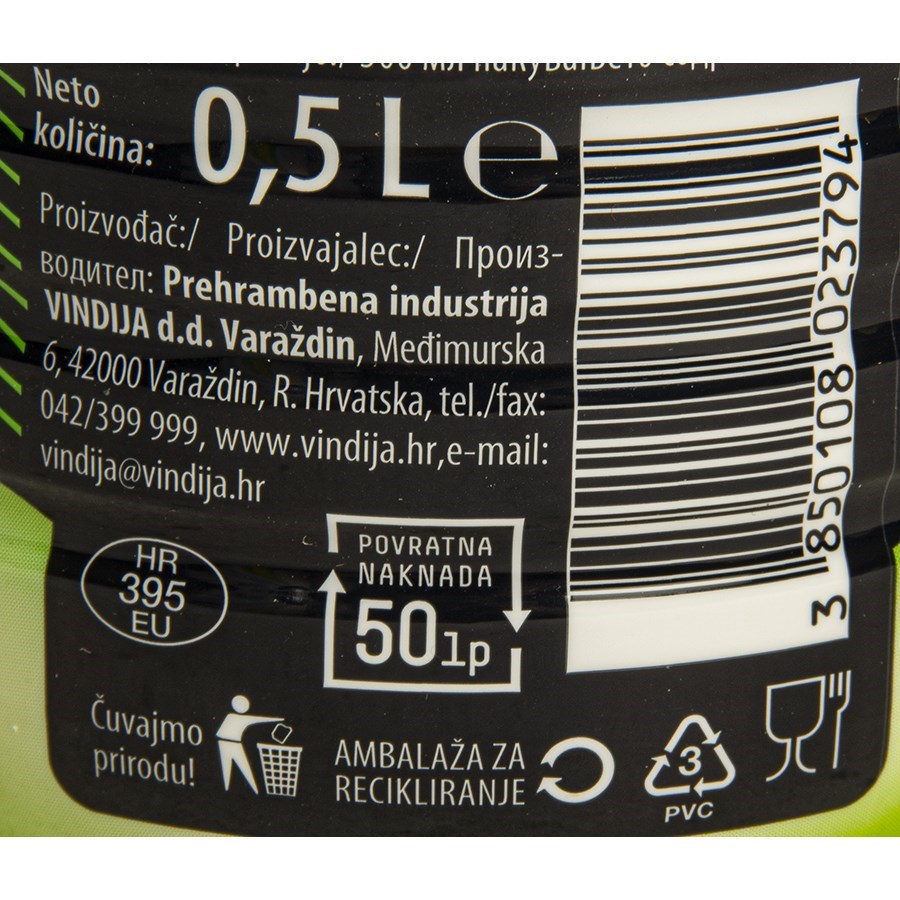 Neto
količina: 0,5 L e
Proizvođač:/ Proizvajalec:/ Произ-
водител: Prehrambena industrija
VINDIJA d.d. Varaždin, Međimurska
6, 42000 Varaždin, R. Hrvatska, tel./fax:
042/399 999, www.vindija.hr,e-mail:
vindija@vindija.hr
HR
395
EU
POVRATNA
NAKNADA
50lp
3 850108 023794
Čuvajmo
prirodu!
AMBALAŽA ZA
RECIKLIRANJE
3
PVC